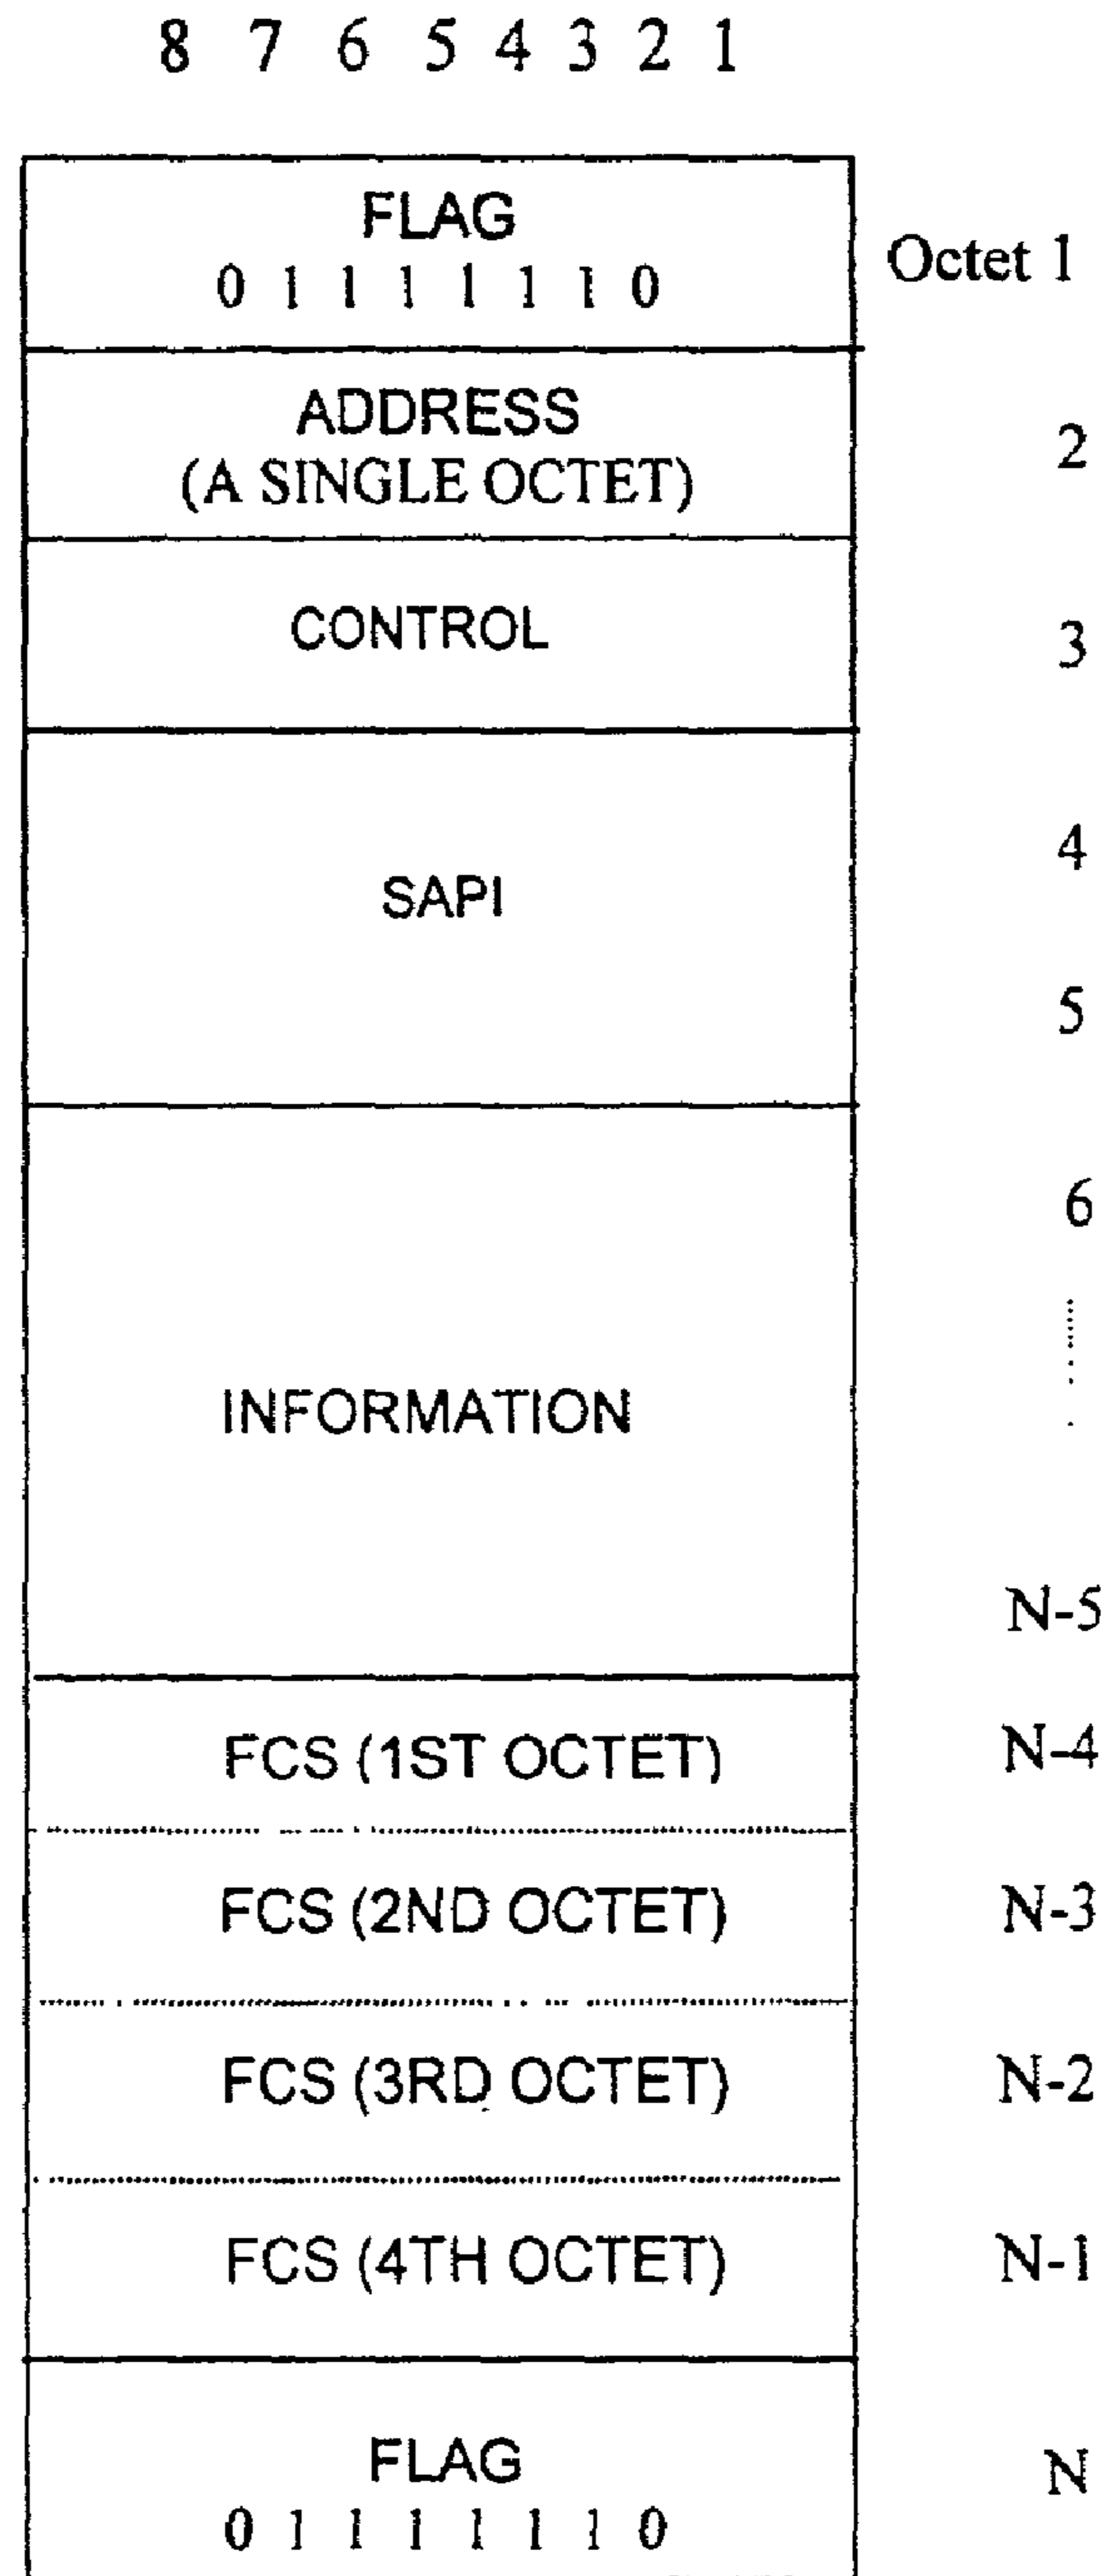 8 7 6 5 4 3 2 1
FLAG
0 1 1 1 1 1 1 0
Octet 1
ADDRESS
(A SINGLE OCTET)
2
CONTROL
3
SAPI
4
5
6
INFORMATION
N-5
FCS (1ST OCTET)
N-4
FCS (2ND OCTET)
N-3
FCS (3RD OCTET)
N-2
FCS (4TH OCTET)
N-1
FLAG
0 1 1 1 1 1 1 0
N